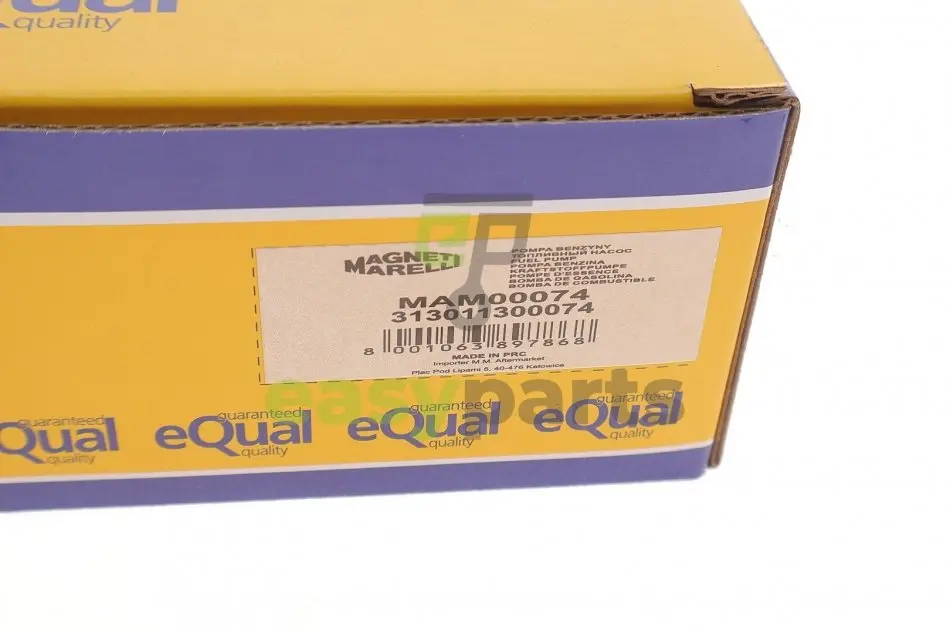 eQual
quality
MAGNETI
MARELLI
POMPA BENZYNY
ТОПЛИВНЫЙ НАСОС
FUEL PUMP
POMPA BENZINA
KRAFTSTOFFPUMPE
POMPE D'ESSENCE
BOMBA DE GASOLINA
BOMBA DE COMBUSTIBLE
MAM00074
313011300074
8 001063 897868
MADE IN PRC
Importer M.M. Aftermarket
Plac Pod Lipami 5, 40-476 Katowice
easyparts
guaranteed
Qual
quality
guaranteed
eQual
quality
guaranteed
eQual
quality
guaranteed
eQual
quality